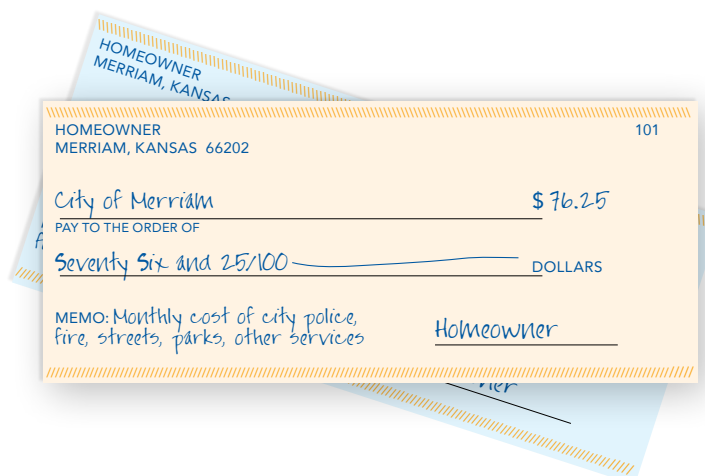 HOMEOWNER
MERRIAM, KANSAS
HOMEOWNER
MERRIAM, KANSAS 66202
101
City of Merriam
$ 76.25
PAY TO THE ORDER OF
Seventy Six and 25/100
DOLLARS
MEMO: Monthly cost of city police,
fire, streets, parks, other services
Homeowner